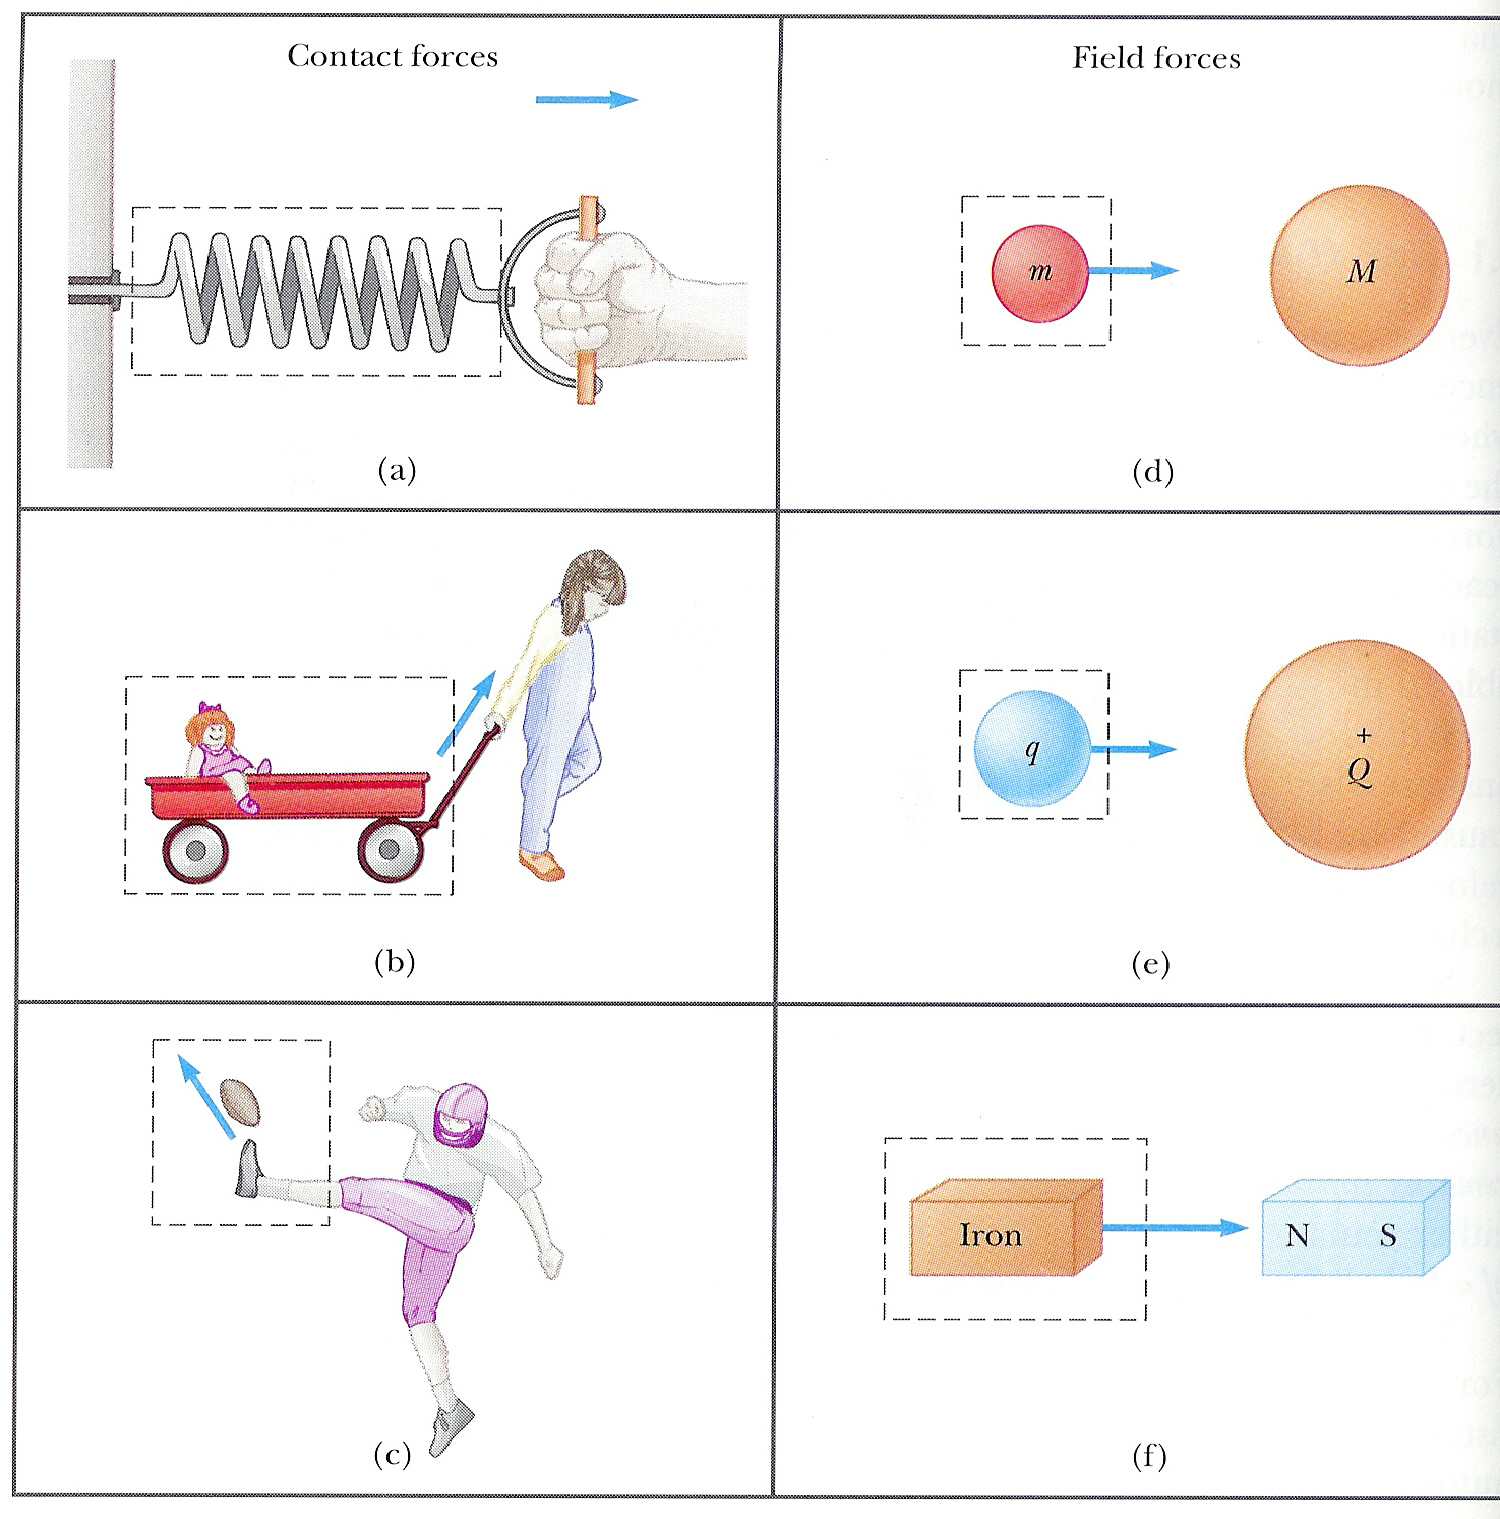 Contact forces
Field forces
m
M
(a)
(d)
q
+
Q
(b)
(e)
Iron
N S
(c)
(f)